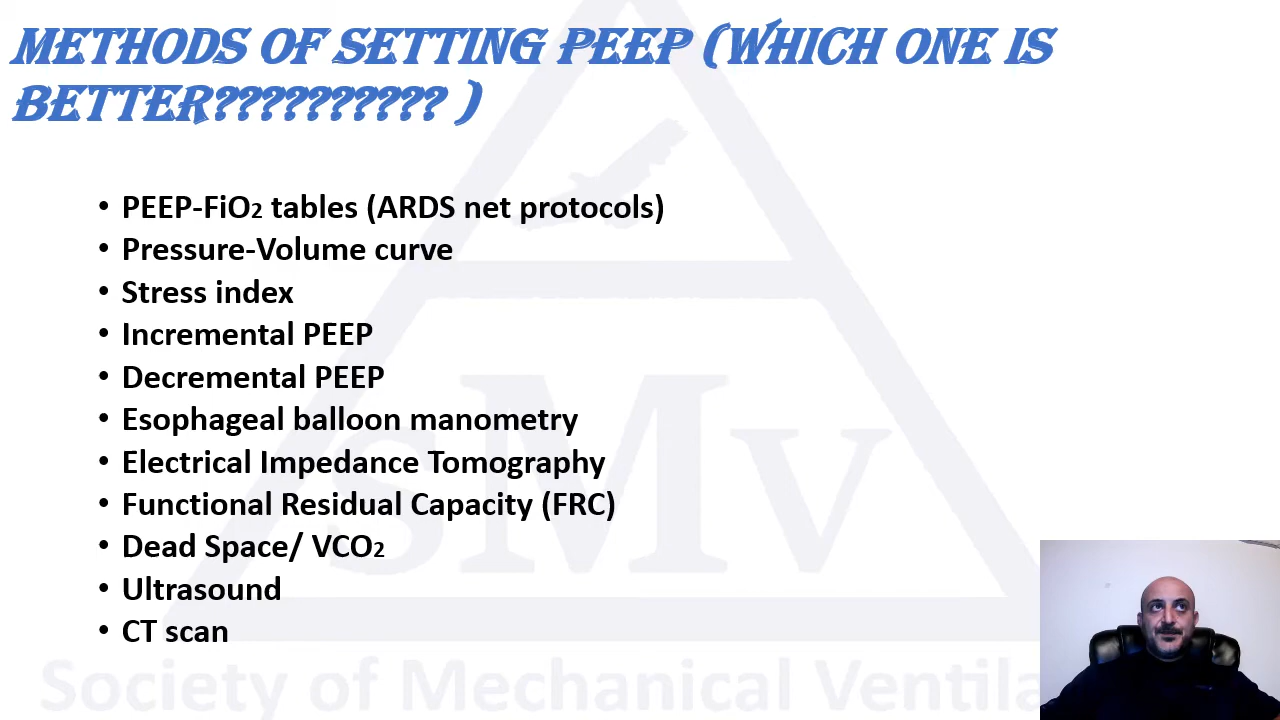 METHODS OF SETTING PEEP (WHICH ONE IS
BETTER?????????? )
• PEEP-FiO2 tables (ARDS net protocols)
• Pressure-Volume curve
• Stress index
• Incremental PEEP
• Decremental PEEP
• Esophageal balloon manometry
• Electrical Impedance Tomography
• Functional Residual Capacity (FRC)
• Dead Space/ VCO2
• Ultrasound
• CT scan
SMV
Society of Mechanical Ventila